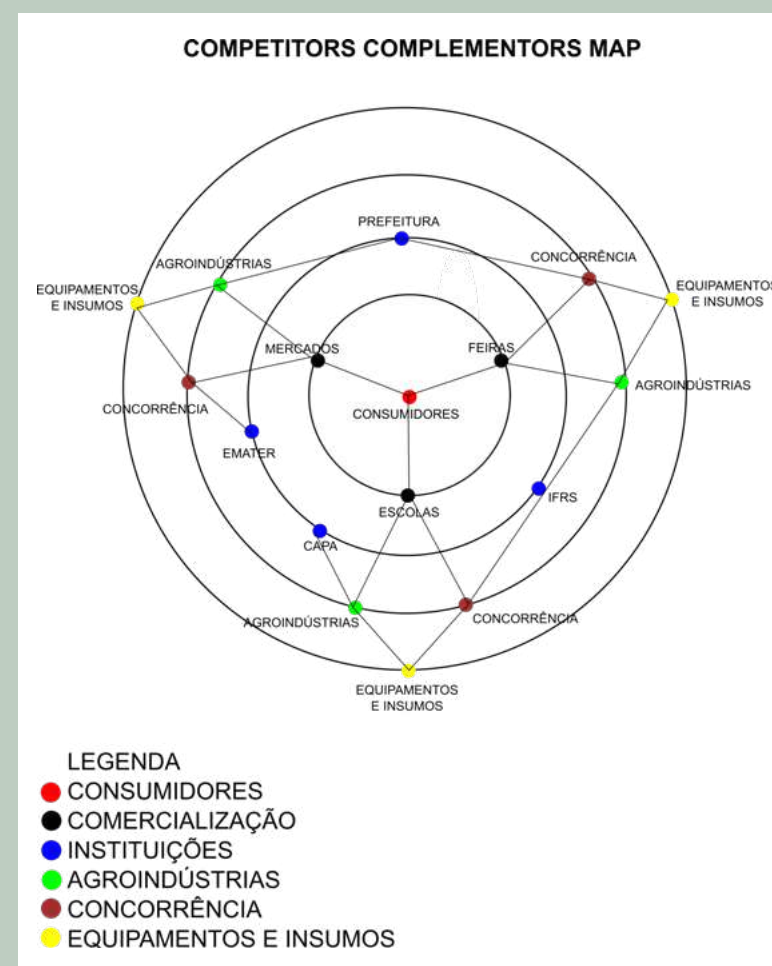 COMPETITORS COMPLEMENTORS MAP
PREFEITURA
CONCORRÊNCIA
AGROINDÚSTRIAS
EQUIPAMENTOS
E INSUMOS
EQUIPAMENTOS
E INSUMOS
MERCADOS
FEIRAS
AGROINDÚSTRIAS
CONCORRÊNCIA
CONSUMIDORES
EMATER
IFRS
ESCOLAS
CAPA
AGROINDÚSTRIAS
CONCORRÊNCIA
EQUIPAMENTOS
E INSUMOS
LEGENDA
CONSUMIDORES
COMERCIALIZAÇÃO
INSTITUIÇÕES
AGROINDÚSTRIAS
CONCORRÊNCIA
EQUIPAMENTOS E INSUMOS